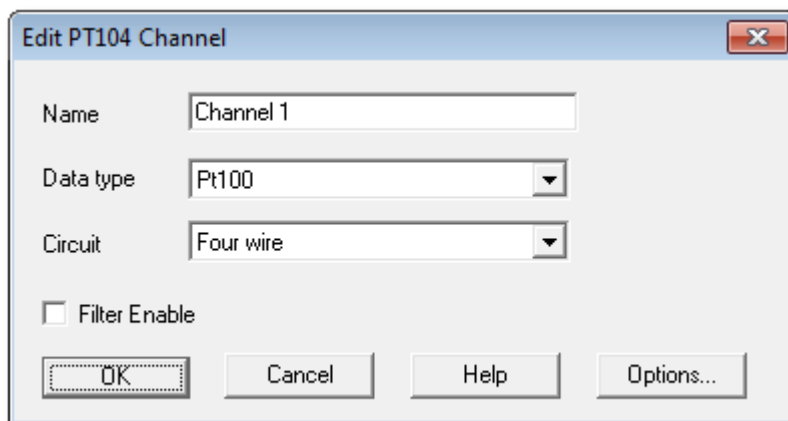 Edit PT104 Channel
Name Channel 1
Data type Pt100
Circuit Four wire
Filter Enable
OK Cancel Help Options...